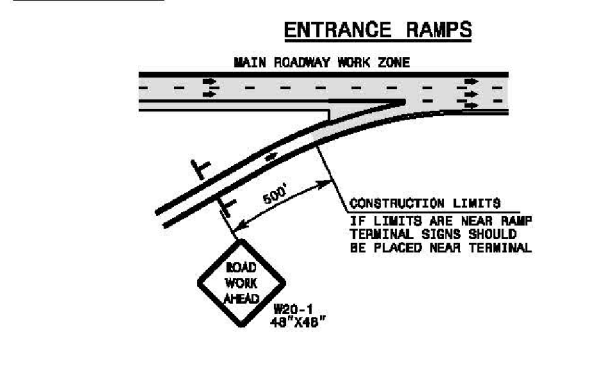 ENTRANCE RAMPS
MAIN ROADWAY WORK ZONE
500'
CONSTRUCTION LIMITS
IF LIMITS ARE NEAR RAMP
TERMINAL SIGNS SHOULD
BE PLACED NEAR TERMINAL
ROAD
WORK
AHEAD
W20-1
48"X48"